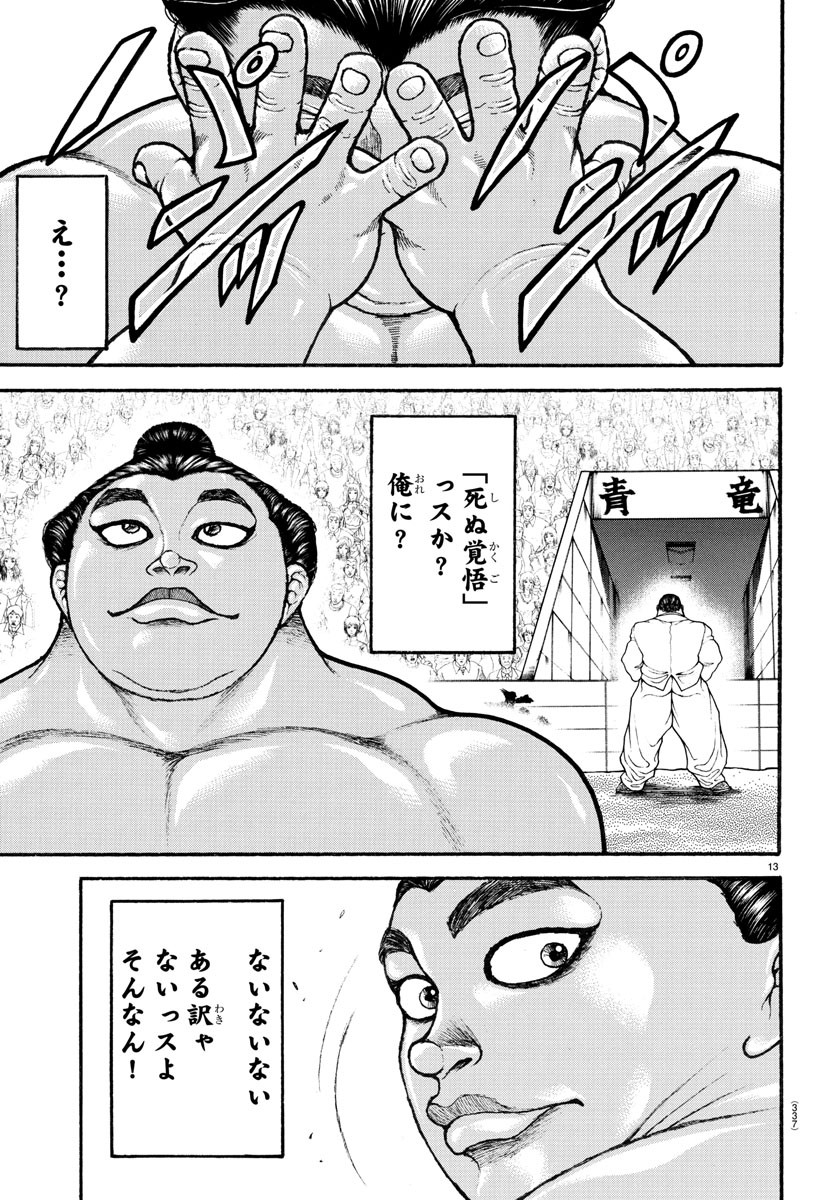 え…？
「死ぬ覚悟」
っスか？
俺に？
青竜
ないないない
ある訳ゃ
ないっスよ
そんなん！
13
(337)